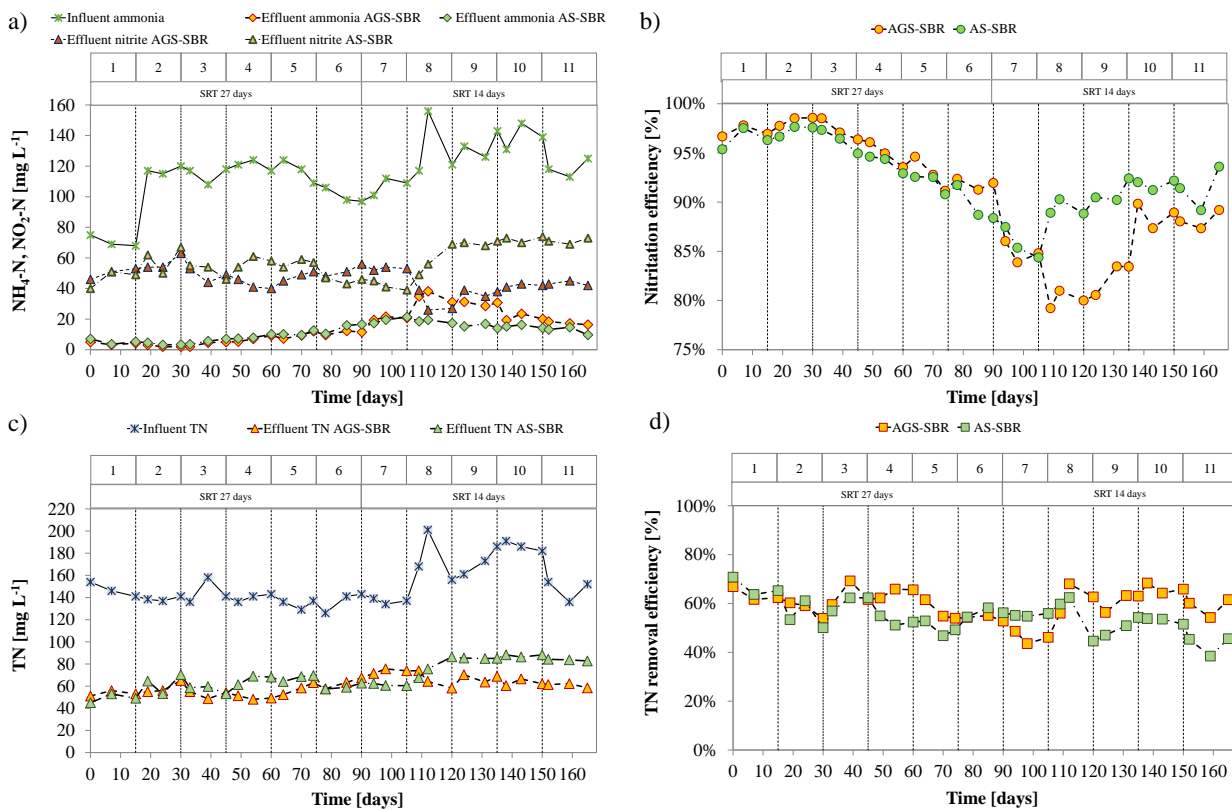 a)
Influent ammonia
Effluent ammonia AGS-SBR
Effluent ammonia AS-SBR
Effluent nitrite AGS-SBR
Effluent nitrite AS-SBR
1 2 3 4 5 6 7 8 9 10 11
SRT 27 days SRT 14 days
160
140
120
100
80
60
40
20
0
NH₄-N, NO₂-N [mg L⁻¹]
0 10 20 30 40 50 60 70 80 90 100 110 120 130 140 150 160
Time [days]
b)
AGS-SBR AS-SBR
1 2 3 4 5 6 7 8 9 10 11
SRT 27 days SRT 14 days
100%
95%
90%
85%
80%
75%
Nitritation efficiency [%]
0 10 20 30 40 50 60 70 80 90 100 110 120 130 140 150 160
Time [days]
c)
Influent TN Effluent TN AGS-SBR Effluent TN AS-SBR
1 2 3 4 5 6 7 8 9 10 11
SRT 27 days SRT 14 days
220
200
180
160
140
120
100
80
60
40
20
0
TN [mg L⁻¹]
0 10 20 30 40 50 60 70 80 90 100 110 120 130 140 150 160
Time [days]
d)
AGS-SBR AS-SBR
1 2 3 4 5 6 7 8 9 10 11
SRT 27 days SRT 14 days
100%
80%
60%
40%
20%
0%
TN removal efficiency [%]
0 10 20 30 40 50 60 70 80 90 100 110 120 130 140 150 160
Time [days]